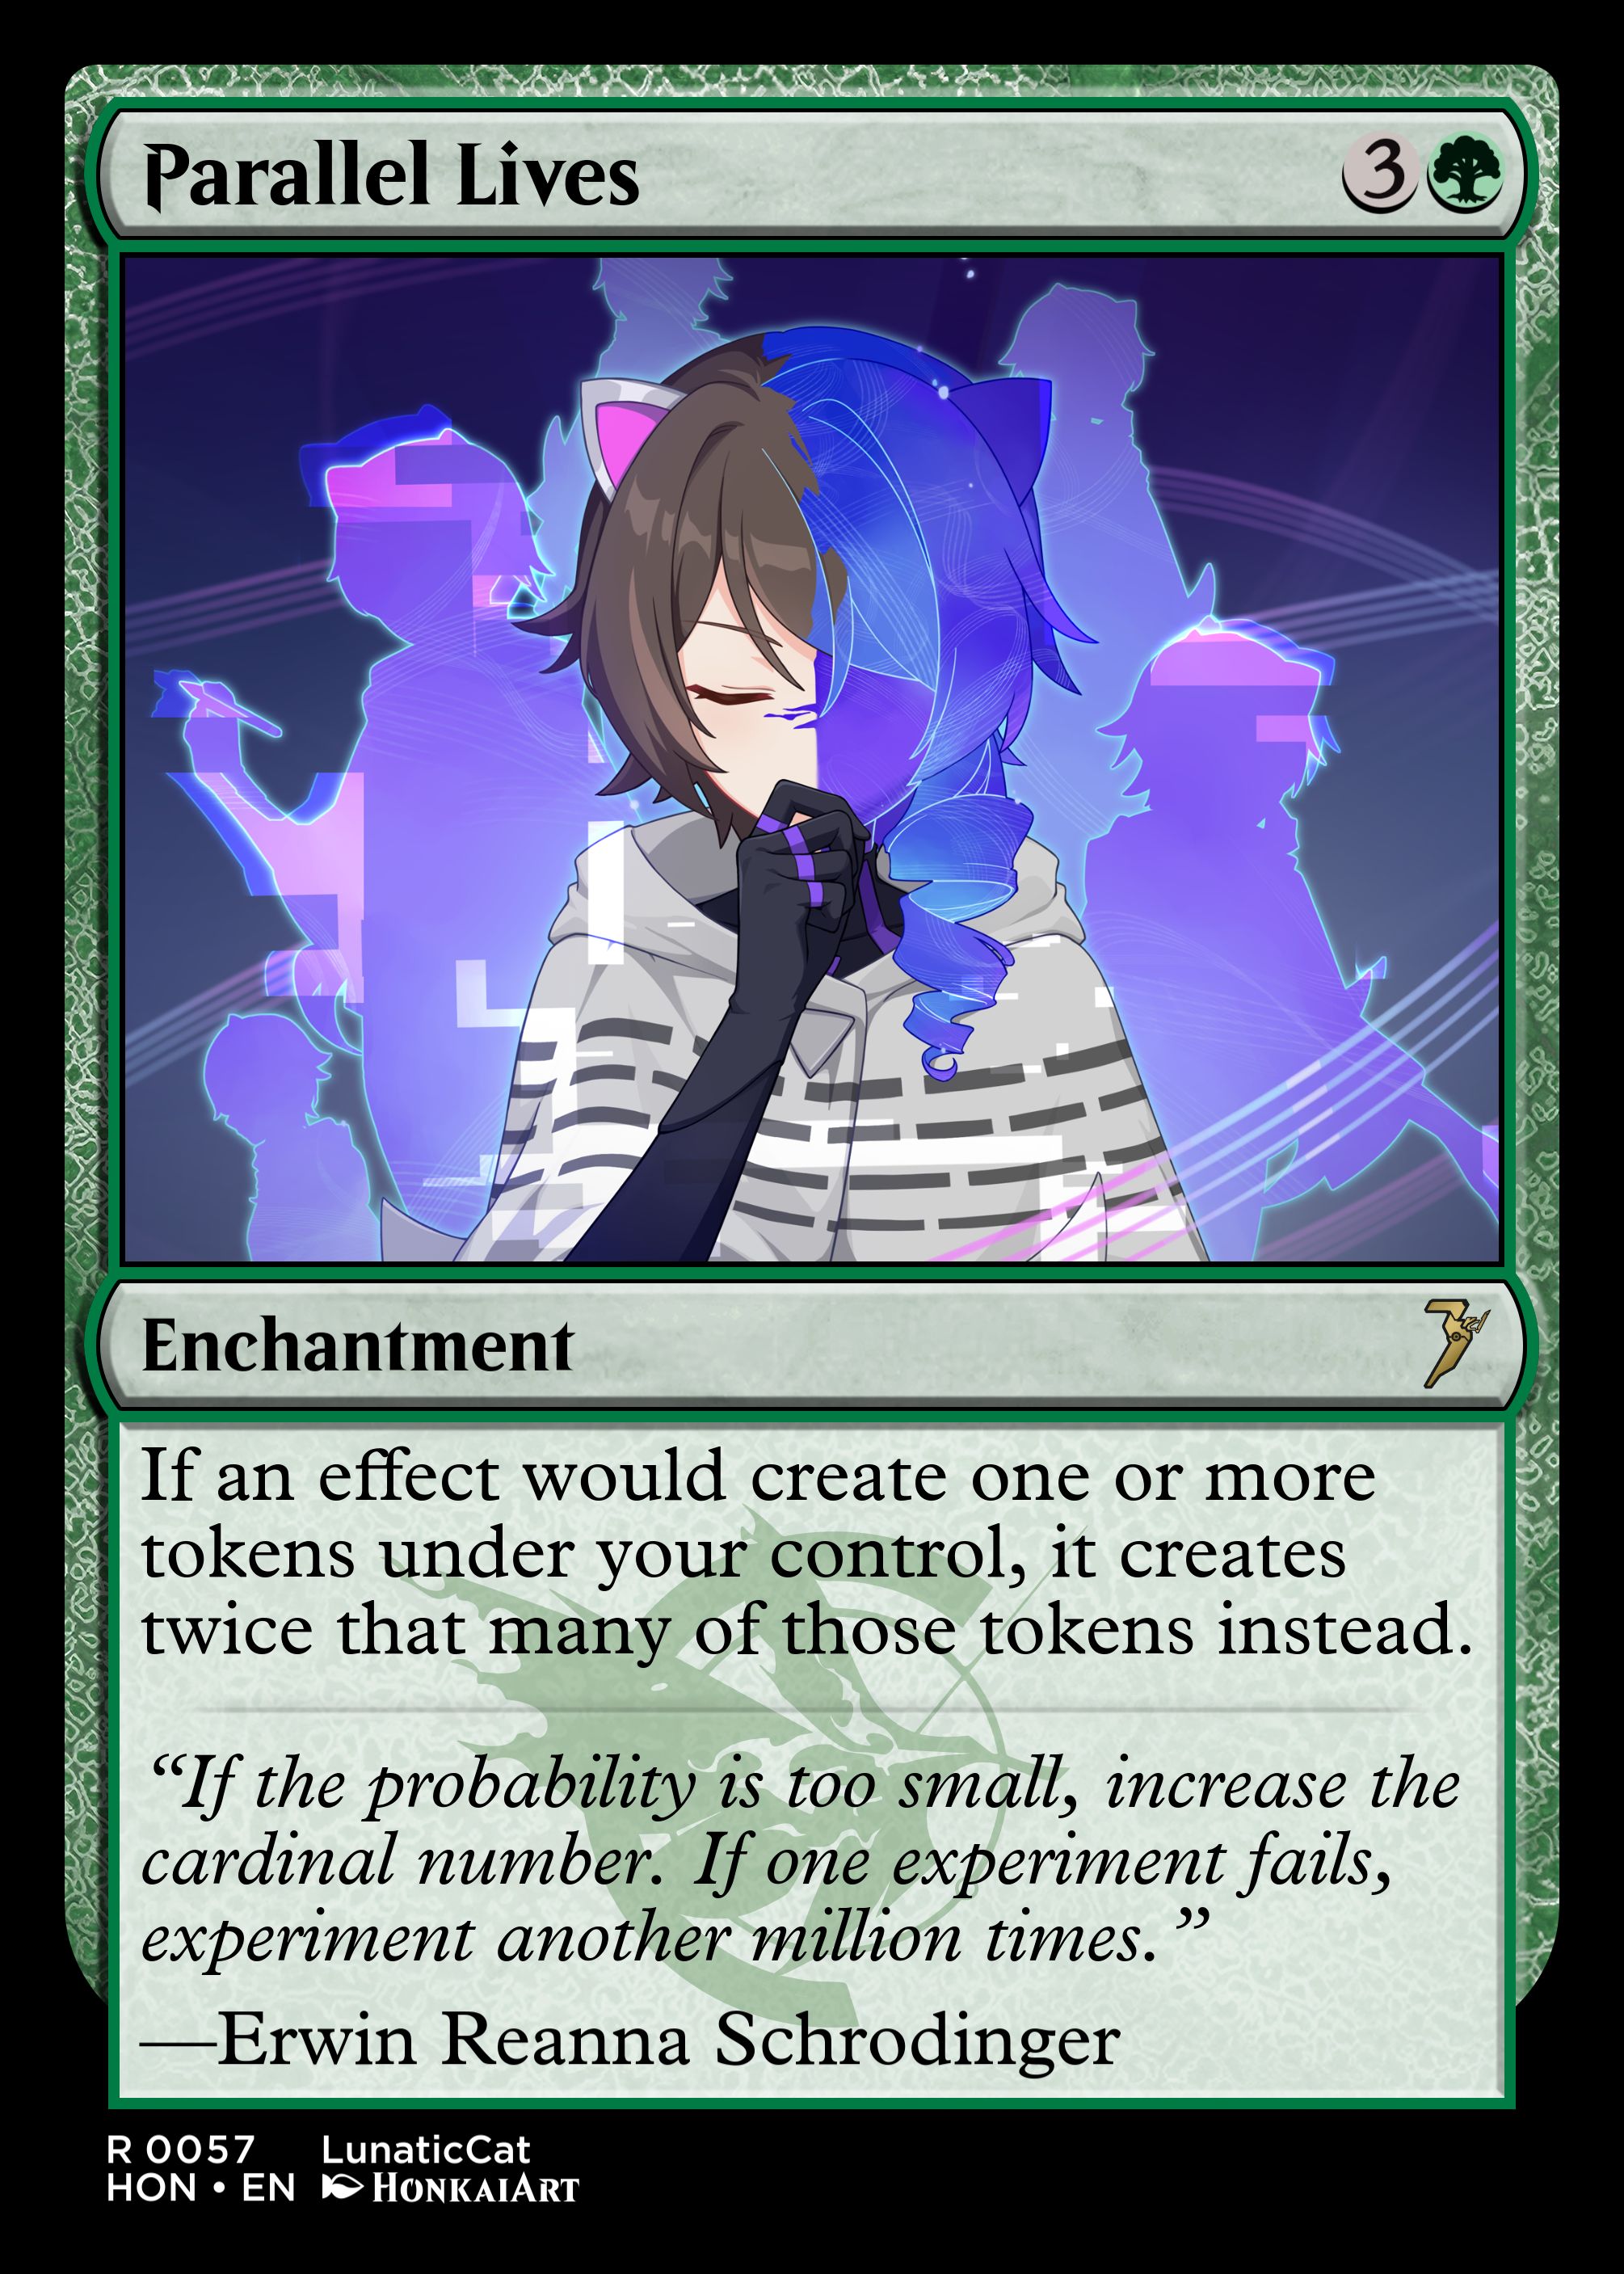 Parallel Lives 3
Enchantment
If an effect would create one or more
tokens under your control, it creates
twice that many of those tokens instead.
“If the probability is too small, increase the
cardinal number. If one experiment fails,
experiment another million times.”
—Erwin Reanna Schrodinger
R 0057 LunaticCat
HON • EN HONKAIART